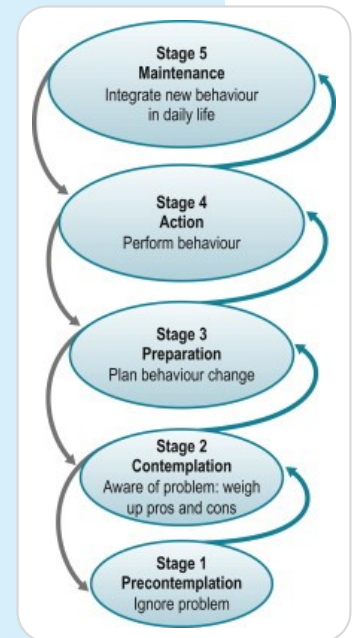 Stage 5
Maintenance
Integrate new behaviour
in daily life
Stage 4
Action
Perform behaviour
Stage 3
Preparation
Plan behaviour change
Stage 2
Contemplation
Aware of problem: weigh
up pros and cons
Stage 1
Precontemplation
Ignore problem